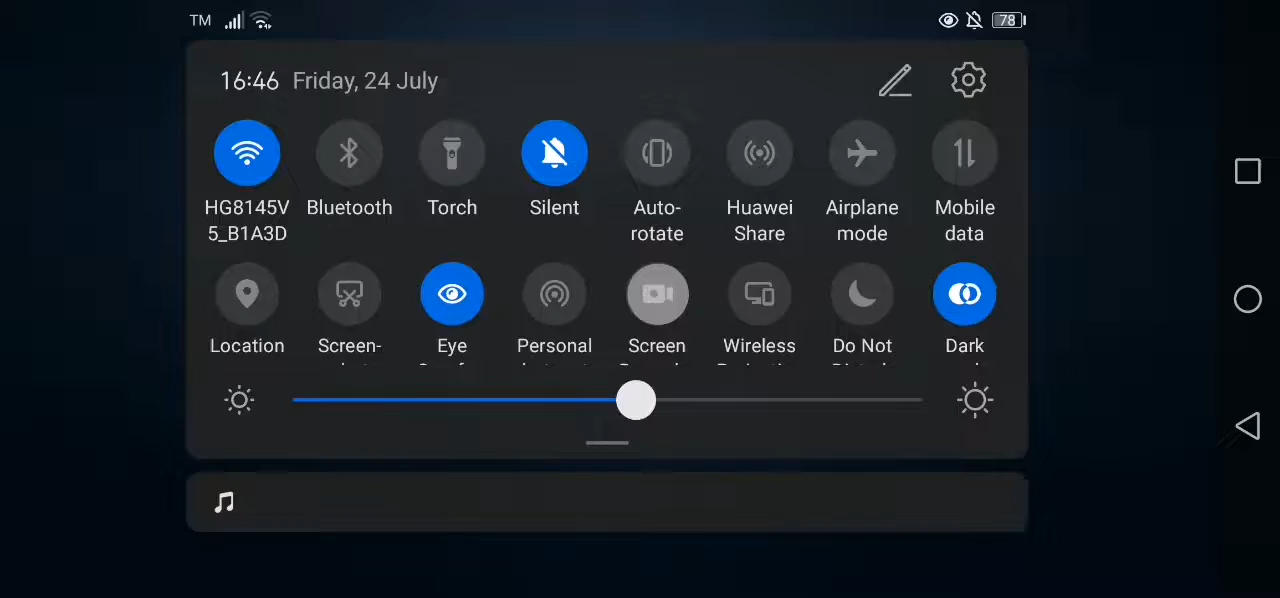 TM
78
16:46 Friday, 24 July
HG8145V Bluetooth Torch Silent Auto- Huawei Airplane Mobile
5_B1A3D rotate Share mode data
Location Screen- Eye Personal Screen Wireless Do Not Dark